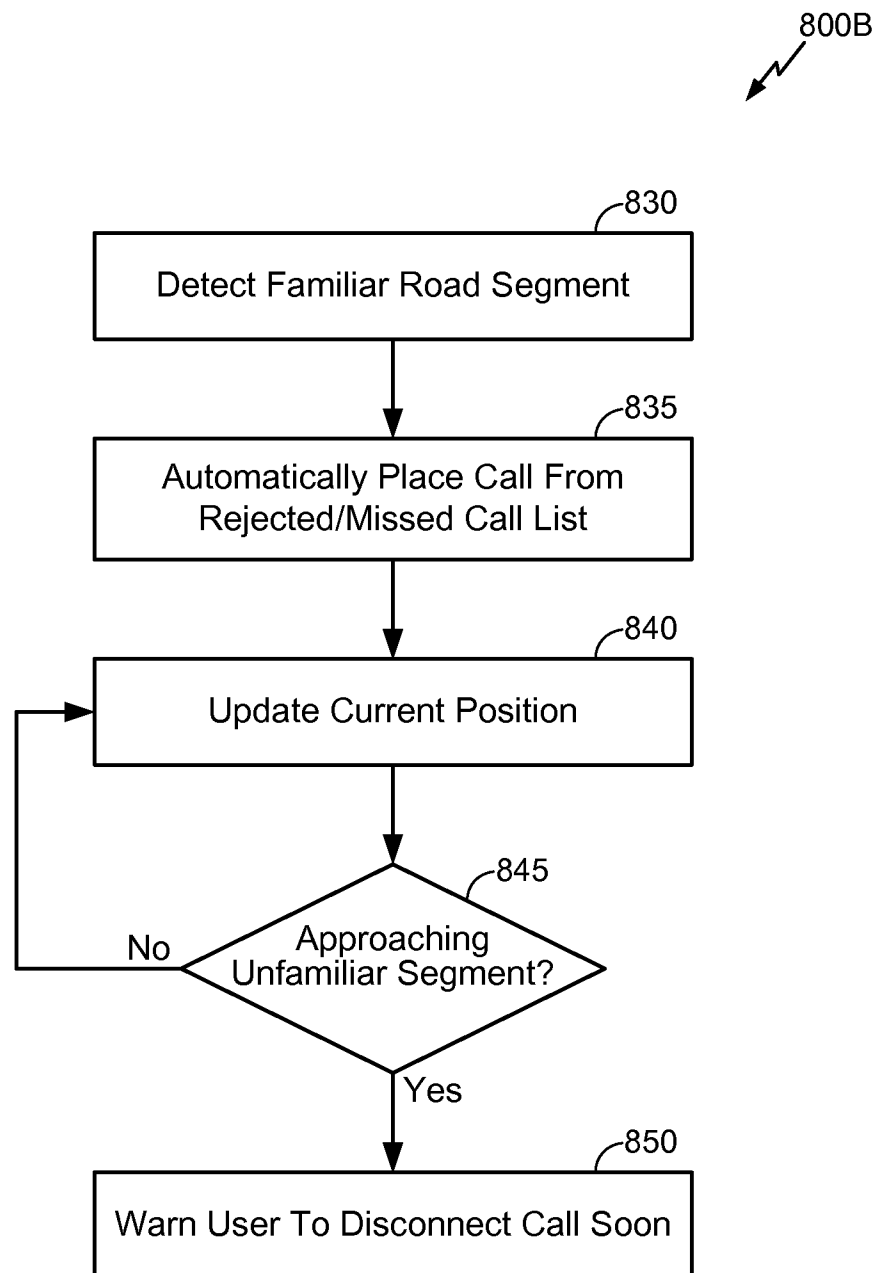 800B
830
Detect Familiar Road Segment
835
Automatically Place Call From
Rejected/Missed Call List
840
Update Current Position
845
Approaching
Unfamiliar Segment?
No
Yes
850
Warn User To Disconnect Call Soon